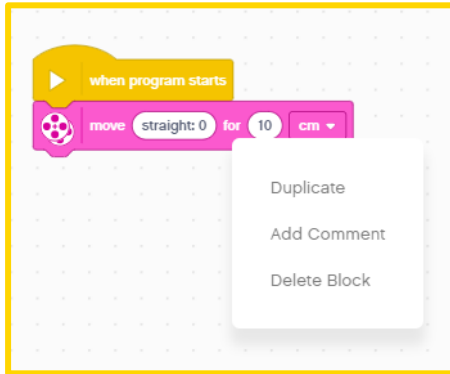 when program starts
move straight: 0 for 10 cm
Duplicate
Add Comment
Delete Block